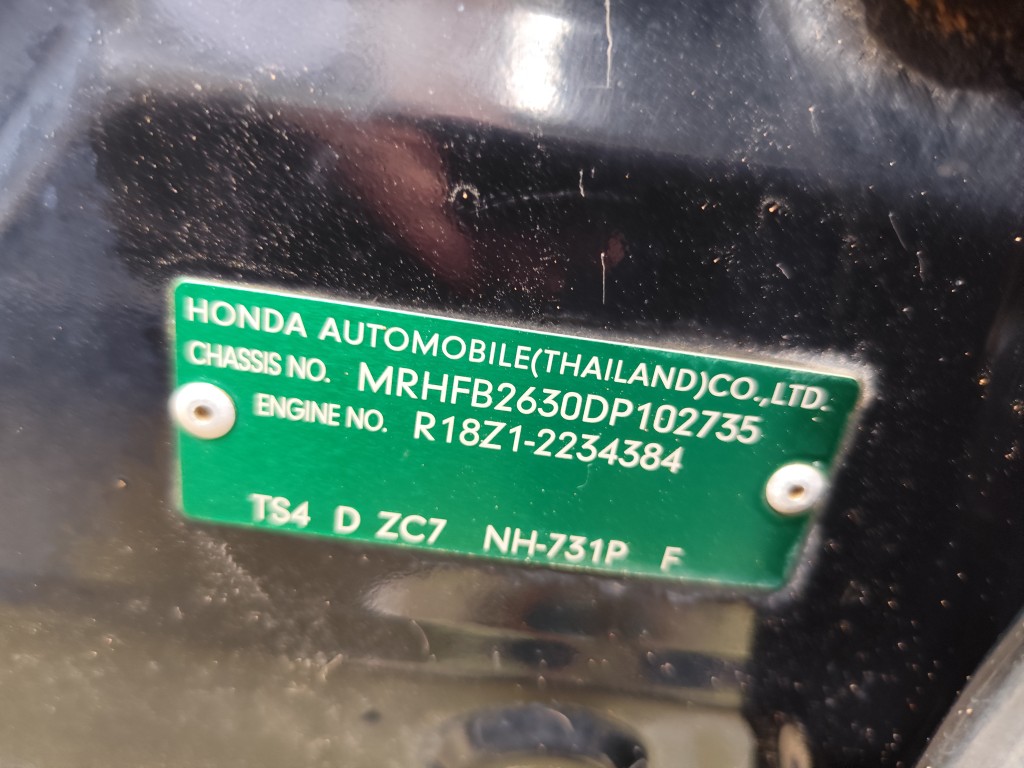 HONDA AUTOMOBILE(THAILAND)CO.,LTD.
CHASSIS NO. MRHFB2630DP102735
ENGINE NO. R18Z1-2234384
TS4 D ZC7 NH-731P F